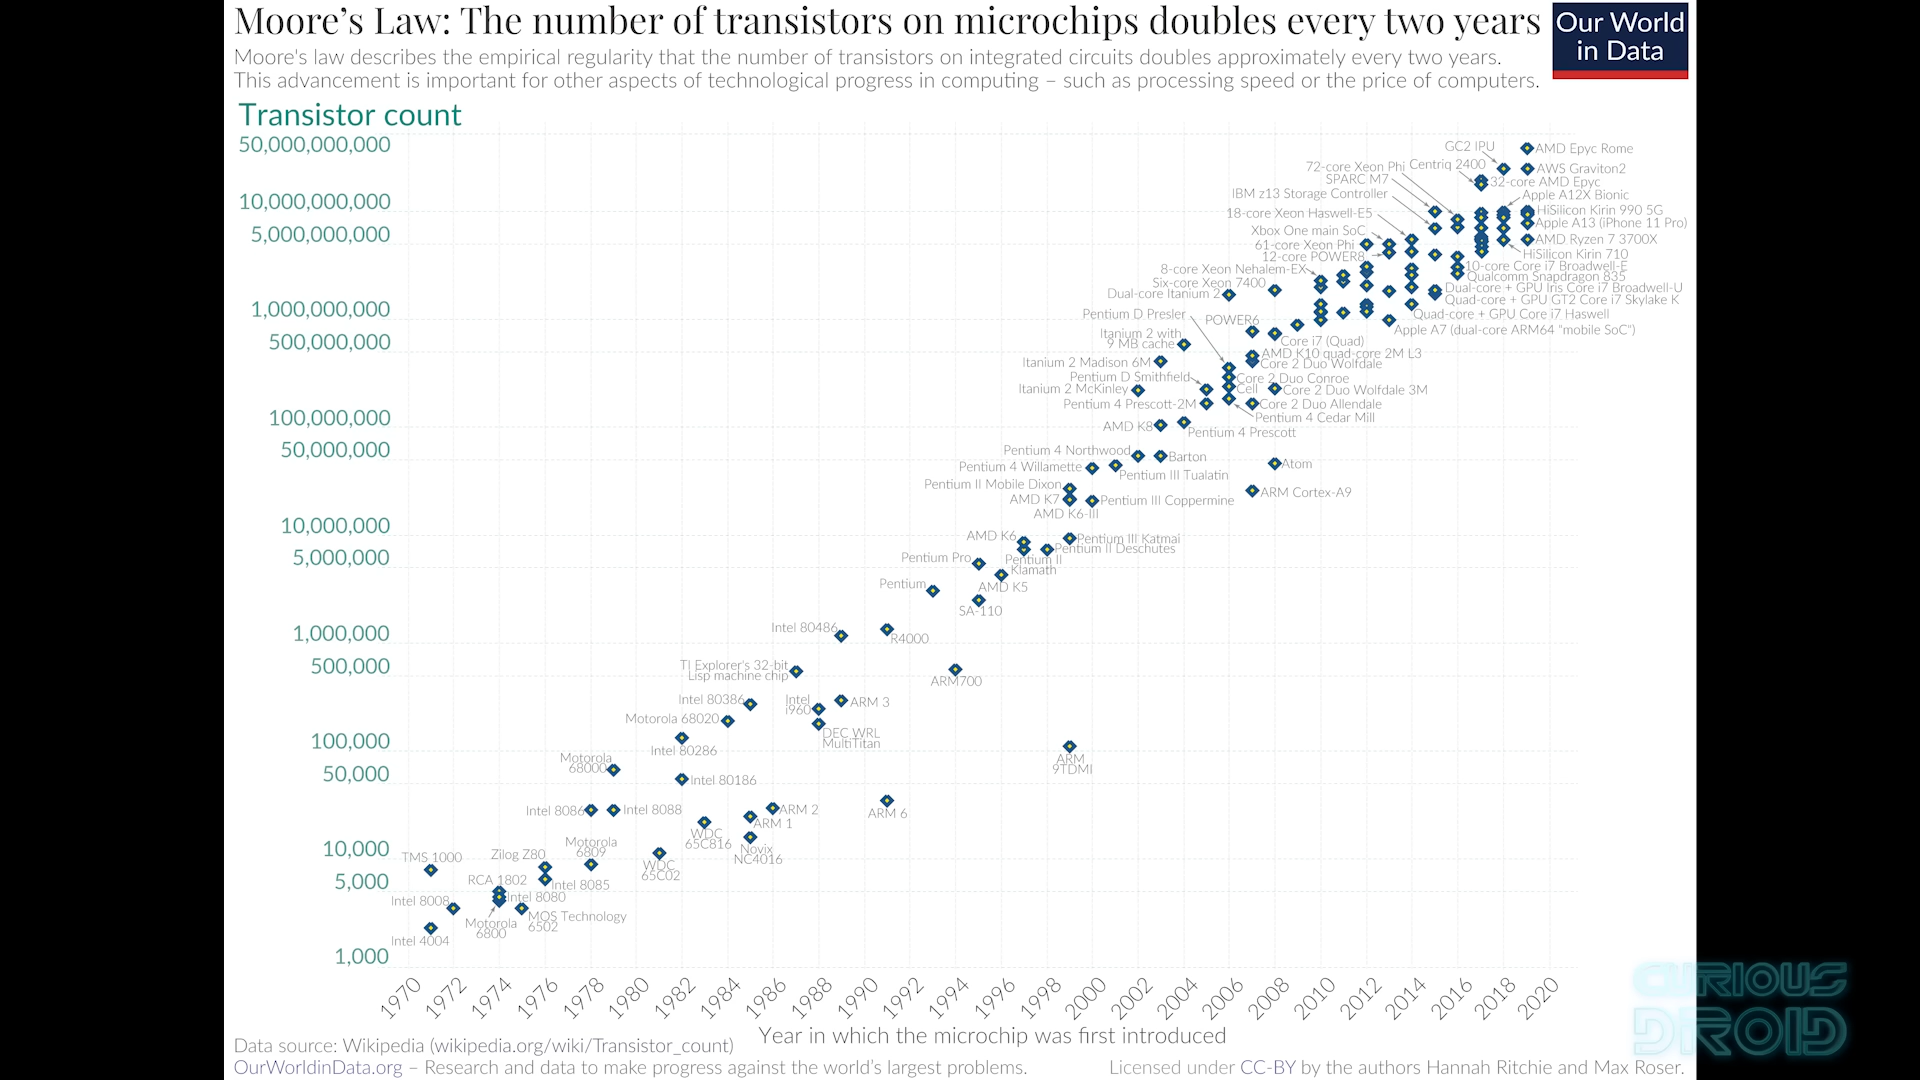 Moore's Law: The number of transistors on microchips doubles every two years
Our World
in Data
Moore's law describes the empirical regularity that the number of transistors on integrated circuits doubles approximately every two years.
This advancement is important for other aspects of technological progress in computing – such as processing speed or the price of computers.
Transistor count
50,000,000,000
10,000,000,000
5,000,000,000
1,000,000,000
500,000,000
100,000,000
50,000,000
10,000,000
5,000,000
1,000,000
500,000
100,000
50,000
10,000
5,000
1,000
GC2 IPU
AMD Epyc Rome
72-core Xeon Phi
Centriq 2400
AWS Graviton2
SPARC M7
32-core AMD Epyc
IBM z13 Storage Controller
Apple A12X Bionic
18-core Xeon Haswell-E5
HiSilicon Kirin 990 5G
Xbox One main SoC
Apple A13 (iPhone 11 Pro)
61-core Xeon Phi
AMD Ryzen 7 3700X
12-core POWER8
HiSilicon Kirin 710
8-core Xeon Nehalem-EX
10-core Core i7 Broadwell-E
Six-core Xeon 7400
Qualcomm Snapdragon 835
Dual-core Itanium 2
Dual-core + GPU Iris Core i7 Broadwell-U
Quad-core + GPU GT2 Core i7 Skylake K
Pentium D Presler
POWER6
Quad-core + GPU Core i7 Haswell
Apple A7 (dual-core ARM64 "mobile SoC")
Itanium 2 with
9 MB cache
Core i7 (Quad)
AMD K10 quad-core 2M L3
Itanium 2 Madison 6M
Core 2 Duo Wolfdale
Pentium D Smithfield
Core 2 Duo Conroe
Itanium 2 McKinley
Cell
Core 2 Duo Wolfdale 3M
Pentium 4 Prescott-2M
Core 2 Duo Allendale
Pentium 4 Cedar Mill
AMD K8
Pentium 4 Prescott
Pentium 4 Northwood
Barton
Pentium 4 Willamette
Atom
Pentium III Tualatin
Pentium II Mobile Dixon
ARM Cortex-A9
AMD K7
Pentium III Coppermine
AMD K6-III
AMD K6
Pentium III Katmai
Pentium II Deschutes
Pentium Pro
Pentium II
Klamath
Pentium
AMD K5
SA-110
Intel 80486
R4000
TI Explorer's 32-bit
Lisp machine chip
ARM700
Intel 80386
Intel
i960
ARM 3
Motorola 68020
DEC WRL
MultiTitan
Intel 80286
Motorola
68000
ARM
9TDMI
Intel 80186
Intel 8086
Intel 8088
ARM 2
ARM 6
ARM 1
WDC
65C816
Novix
NC4016
Motorola
6809
TMS 1000
Zilog Z80
WDC
65C02
RCA 1802
Intel 8085
Intel 8008
Intel 8080
Motorola
6800
MOS Technology
6502
Intel 4004
1970 1972 1974 1976 1978 1980 1982 1984 1986 1988 1990 1992 1994 1996 1998 2000 2002 2004 2006 2008 2010 2012 2014 2016 2018 2020
Year in which the microchip was first introduced
Data source: Wikipedia (wikipedia.org/wiki/Transistor_count)
OurWorldinData.org – Research and data to make progress against the world's largest problems.
Licensed under CC-BY by the authors Hannah Ritchie and Max Roser.
CURIOUS
DROID